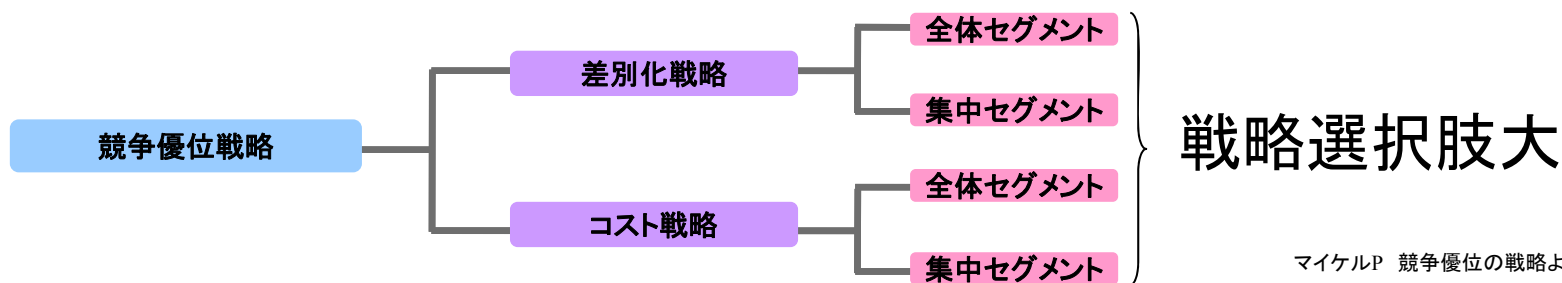 競争優位戦略
差別化戦略
全体セグメント
集中セグメント
コスト戦略
全体セグメント
集中セグメント
戦略選択肢大
マイケルP 競争優位の戦略よ